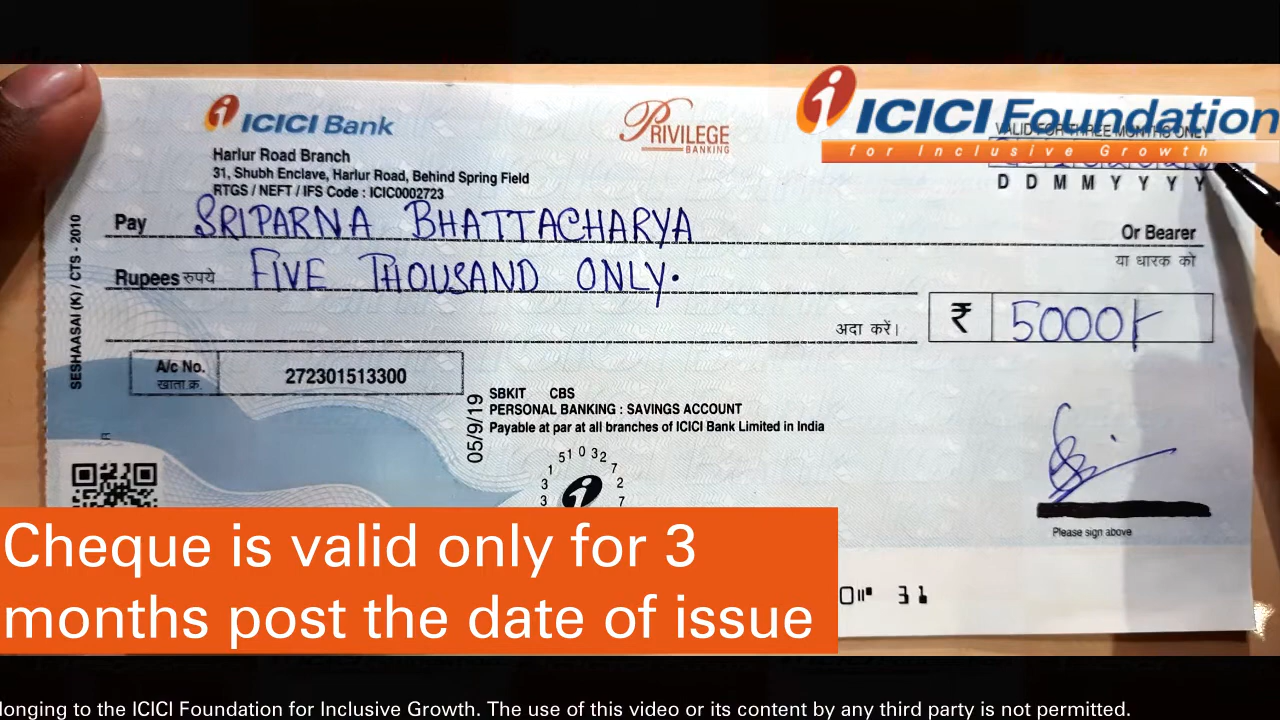 ICICI Bank
PRIVILEGE
BANKING
ICICI Foundation
for Inclusive Growth
VALID FOR THREE MONTHS ONLY
Harlur Road Branch
31, Shubh Enclave, Harlur Road, Behind Spring Field
RTGS / NEFT / IFS Code : ICIC0002723
D D M M Y Y Y Y
SESHAASAI (K) / CTS - 2010
Pay SRIPARNA BHATTACHARYA Or Bearer
या धारक को
Rupees रुपये FIVE THOUSAND ONLY.
अदा करें।
₹ 5000/-
A/c No.
खाता क्र.
272301513300
05/9/19
SBKIT CBS
PERSONAL BANKING : SAVINGS ACCOUNT
Payable at par at all branches of ICICI Bank Limited in India
Please sign above
Cheque is valid only for 3
months post the date of issue
31
longing to the ICICI Foundation for Inclusive Growth. The use of this video or its content by any third party is not permitted.